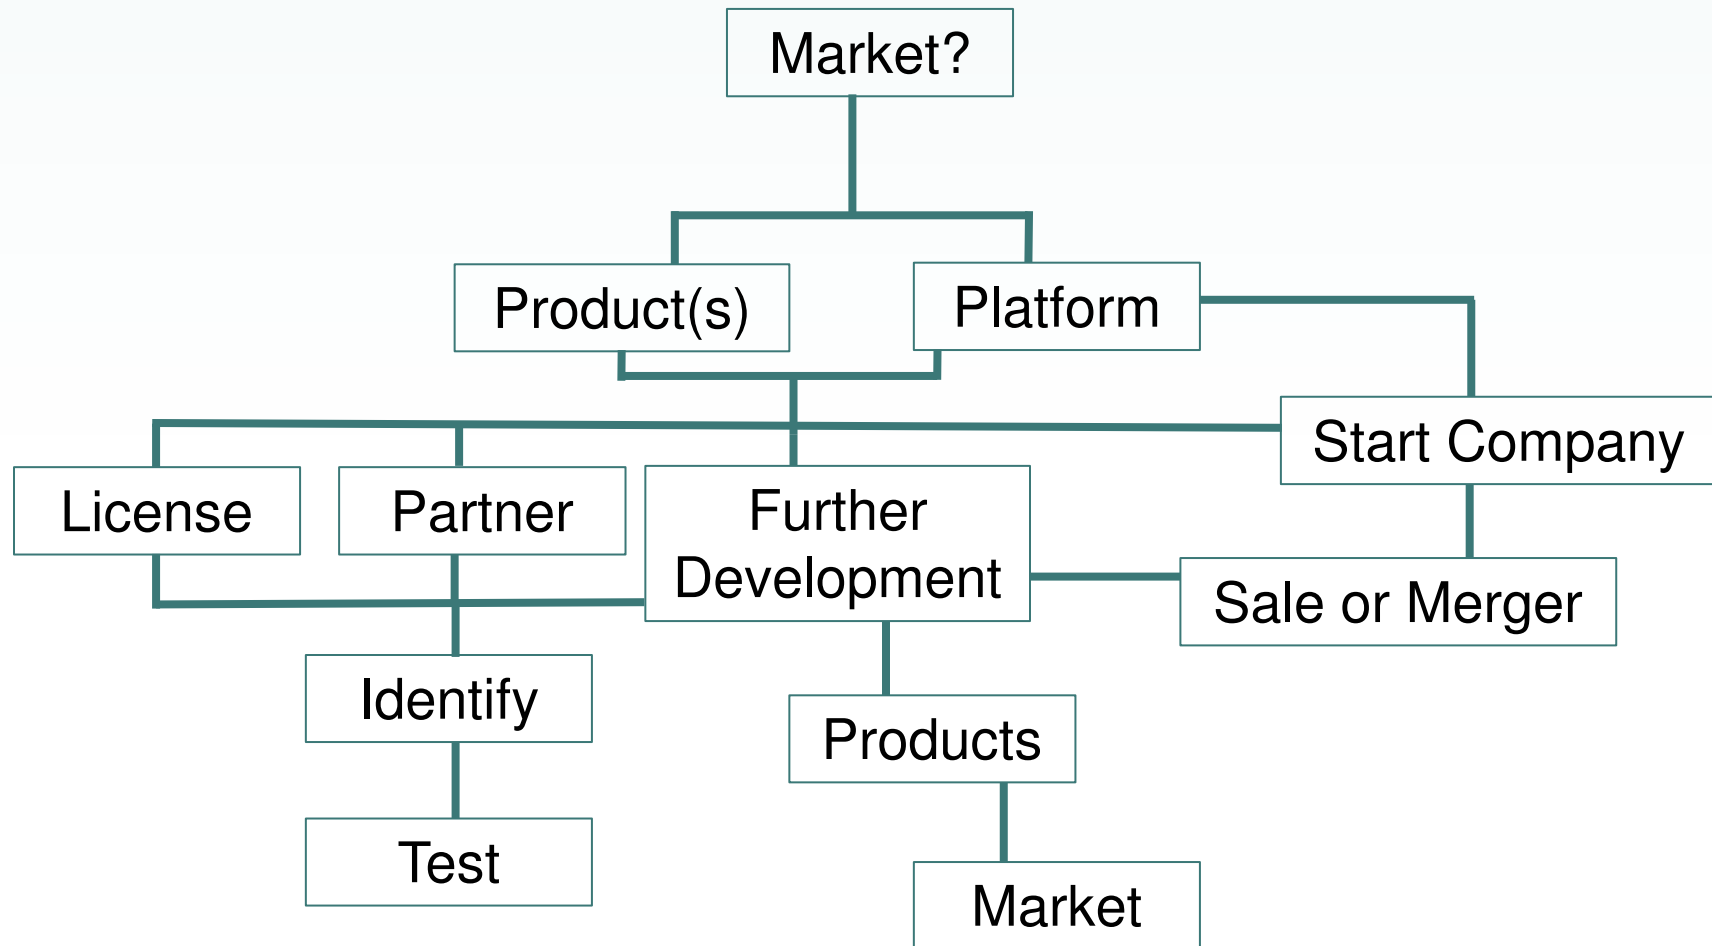 Market?
Product(s)
Platform
Start Company
License
Partner
Further
Development
Sale or Merger
Identify
Products
Test
Market